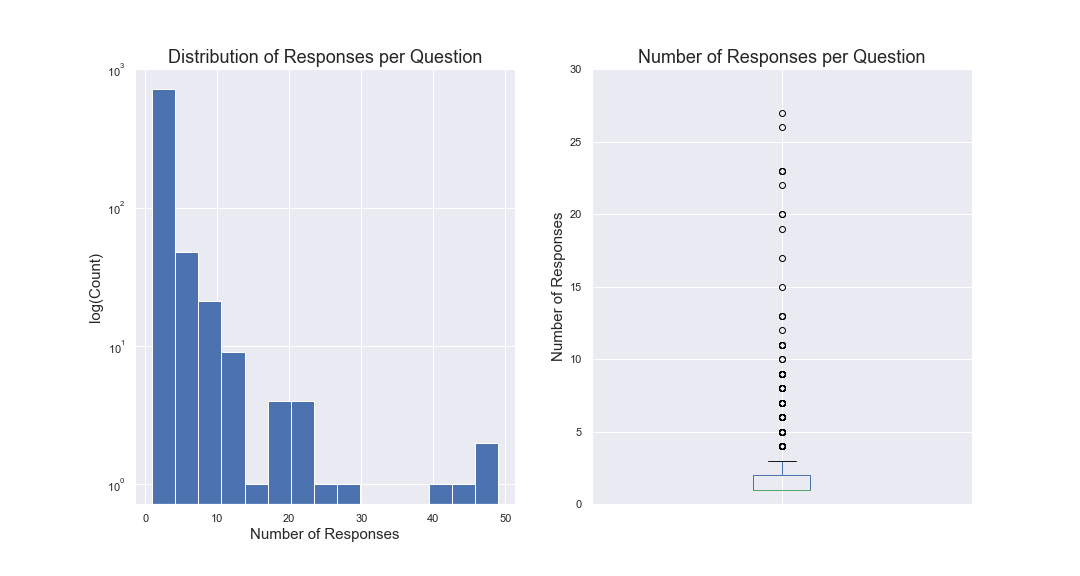 Distribution of Responses per Question
10³
10²
10¹
10⁰
log(Count)
0 10 20 30 40 50
Number of Responses
Number of Responses per Question
30
25
20
15
10
5
0
Number of Responses